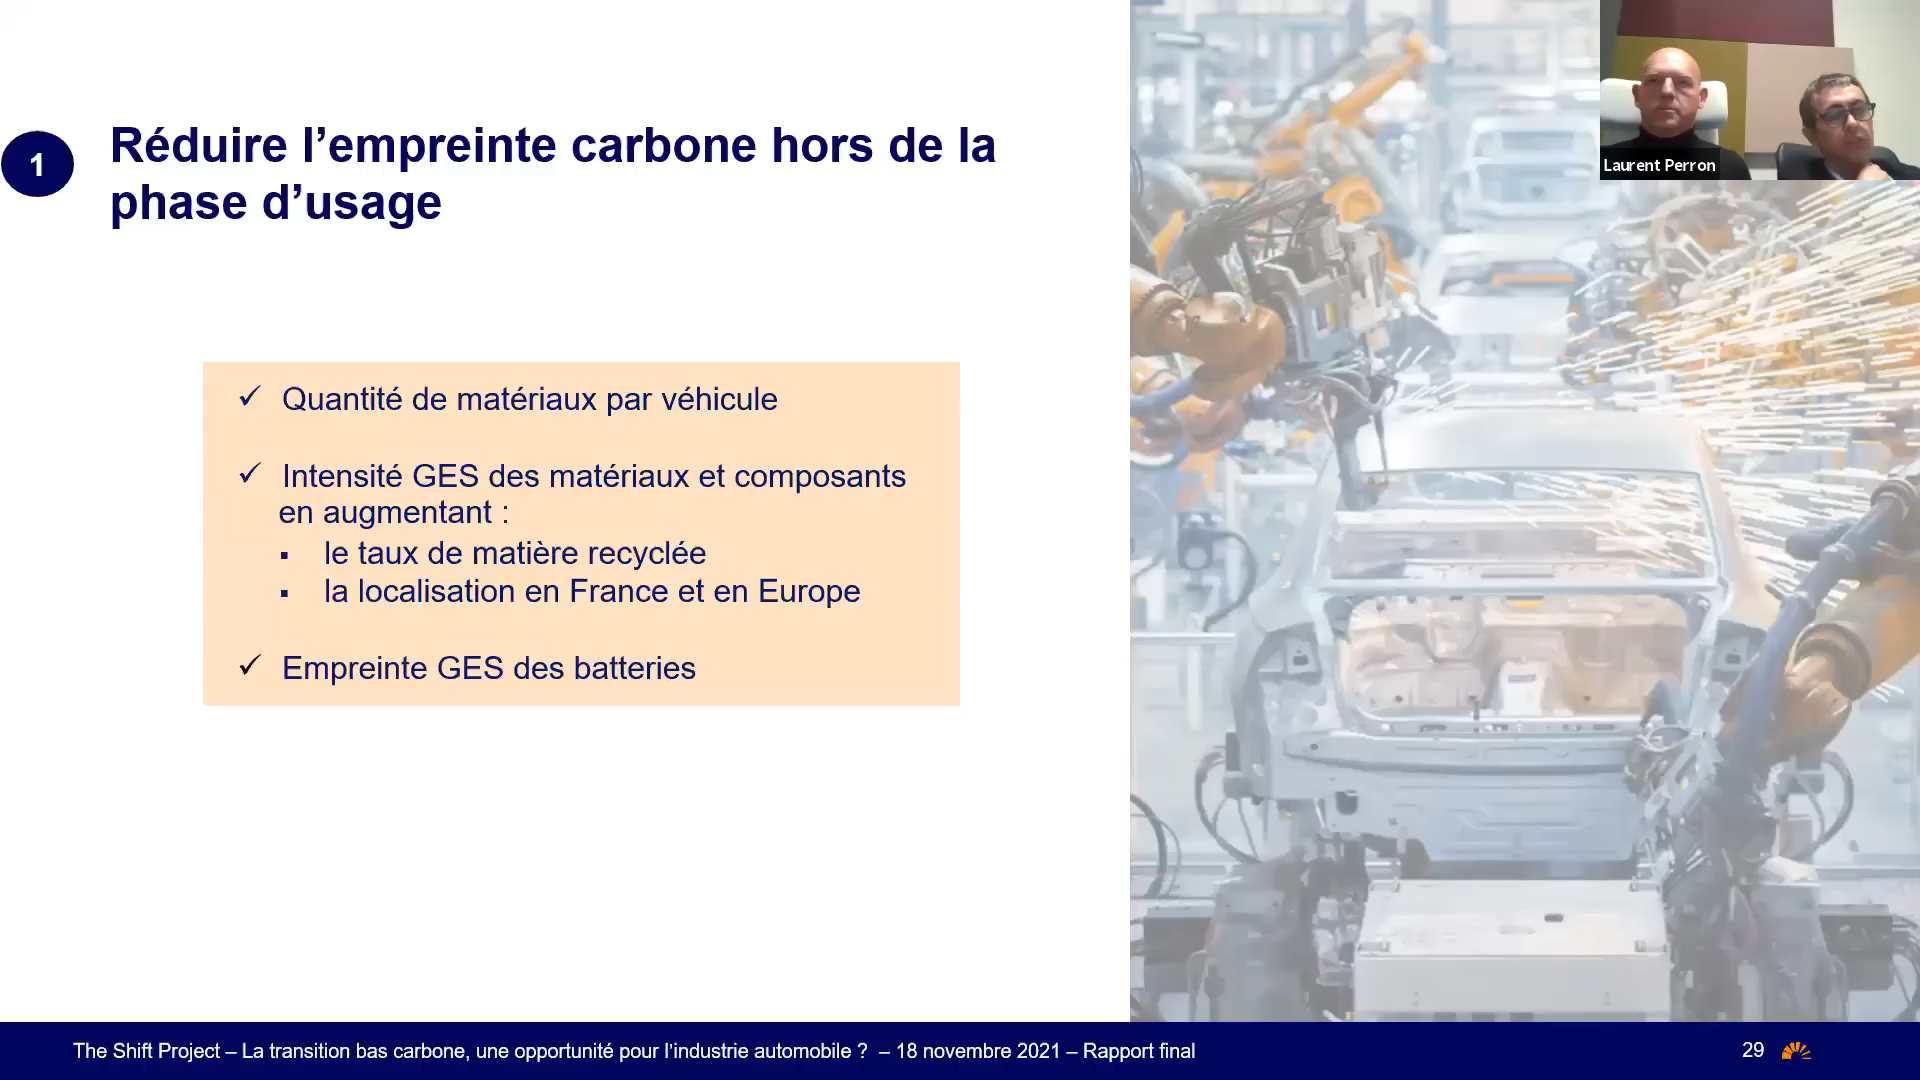 1
Réduire l’empreinte carbone hors de la
phase d’usage
✓ Quantité de matériaux par véhicule
✓ Intensité GES des matériaux et composants
en augmentant :
▪ le taux de matière recyclée
▪ la localisation en France et en Europe
✓ Empreinte GES des batteries
Laurent Perron
The Shift Project – La transition bas carbone, une opportunité pour l’industrie automobile ? – 18 novembre 2021 – Rapport final
29